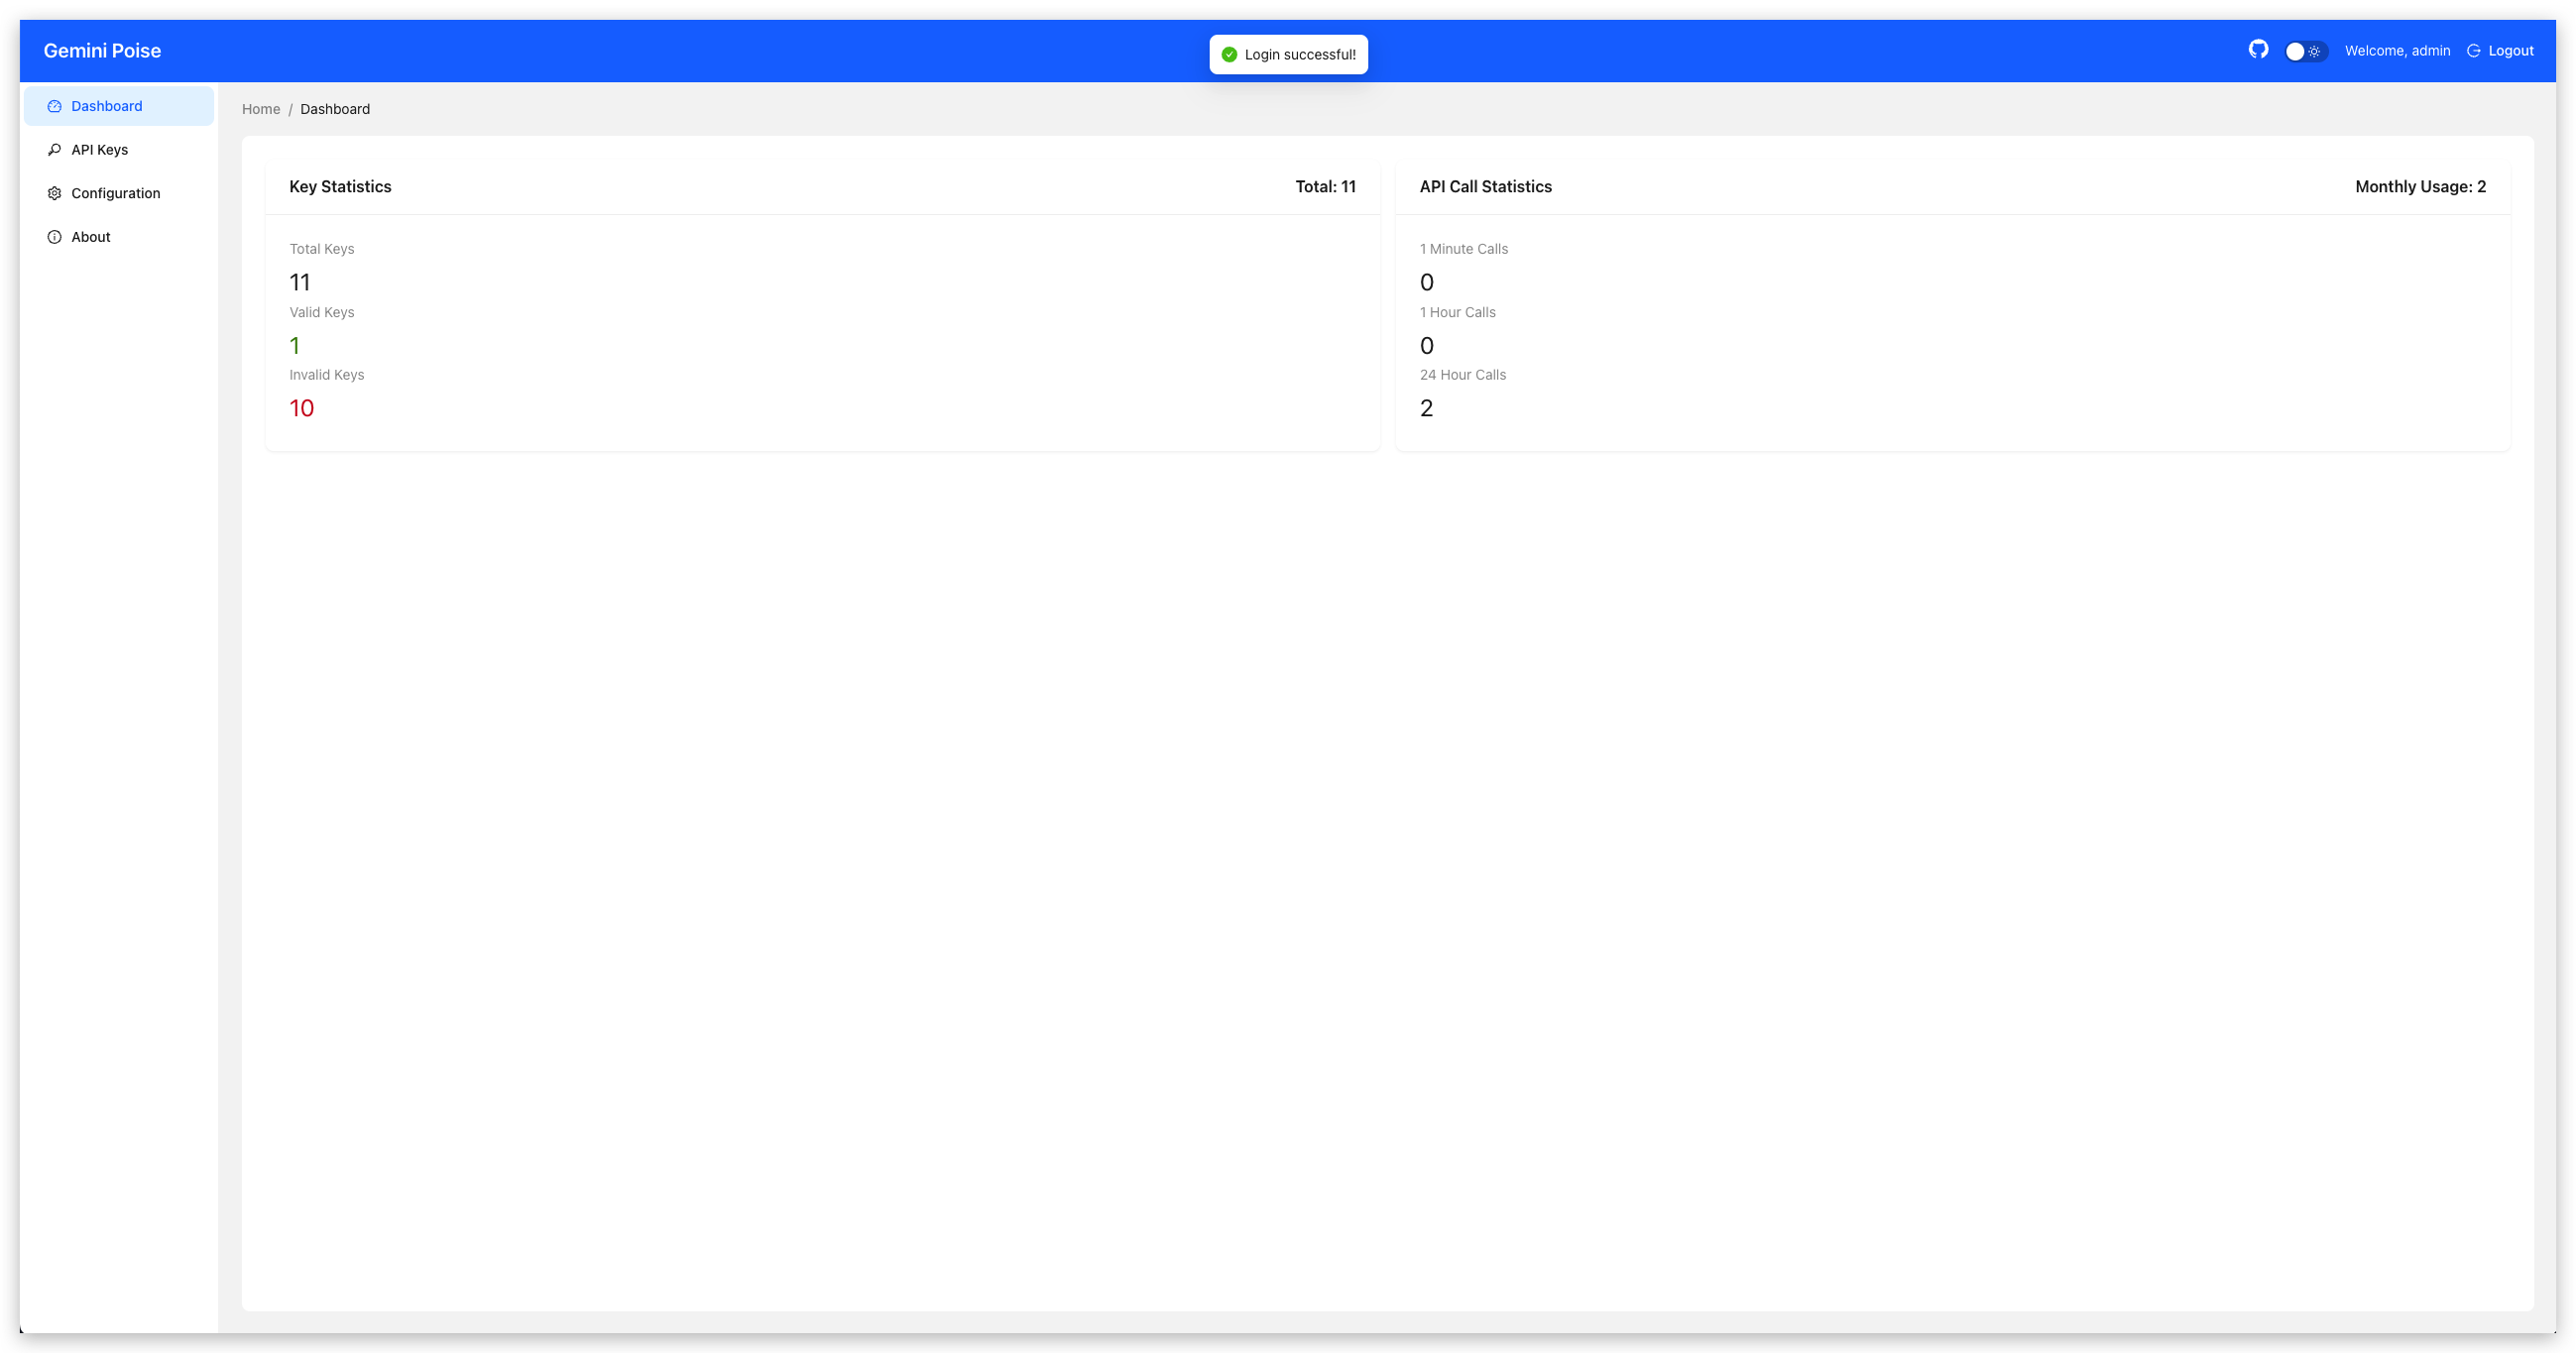 Gemini Poise
Login successful!
Welcome, admin
Logout
Dashboard
API Keys
Configuration
About
Home / Dashboard
Key Statistics
Total: 11
Total Keys
11
Valid Keys
1
Invalid Keys
10
API Call Statistics
Monthly Usage: 2
1 Minute Calls
0
1 Hour Calls
0
24 Hour Calls
2